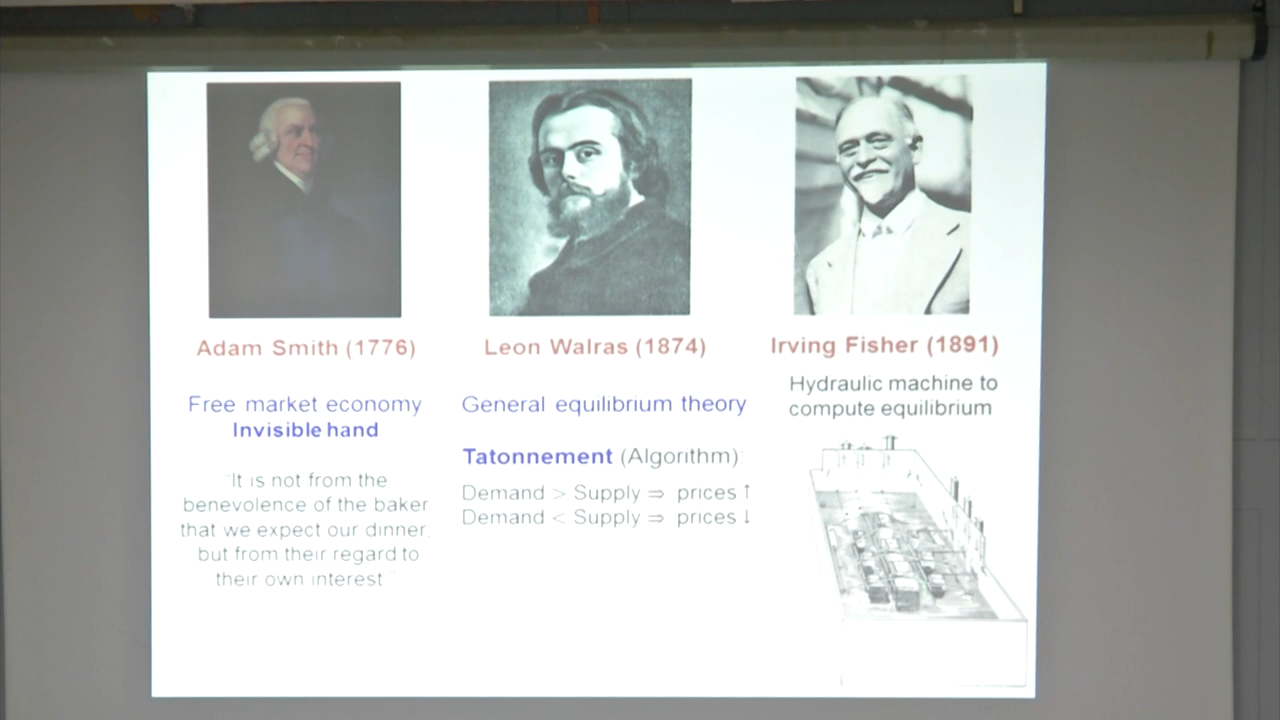 Adam Smith (1776)
Free market economy
Invisible hand
"It is not from the
benevolence of the baker
that we expect our dinner,
but from their regard to
their own interest "
Leon Walras (1874)
General equilibrium theory
Tatonnement (Algorithm)
Demand > Supply ⇒ prices ↑
Demand < Supply ⇒ prices ↓
Irving Fisher (1891)
Hydraulic machine to
compute equilibrium